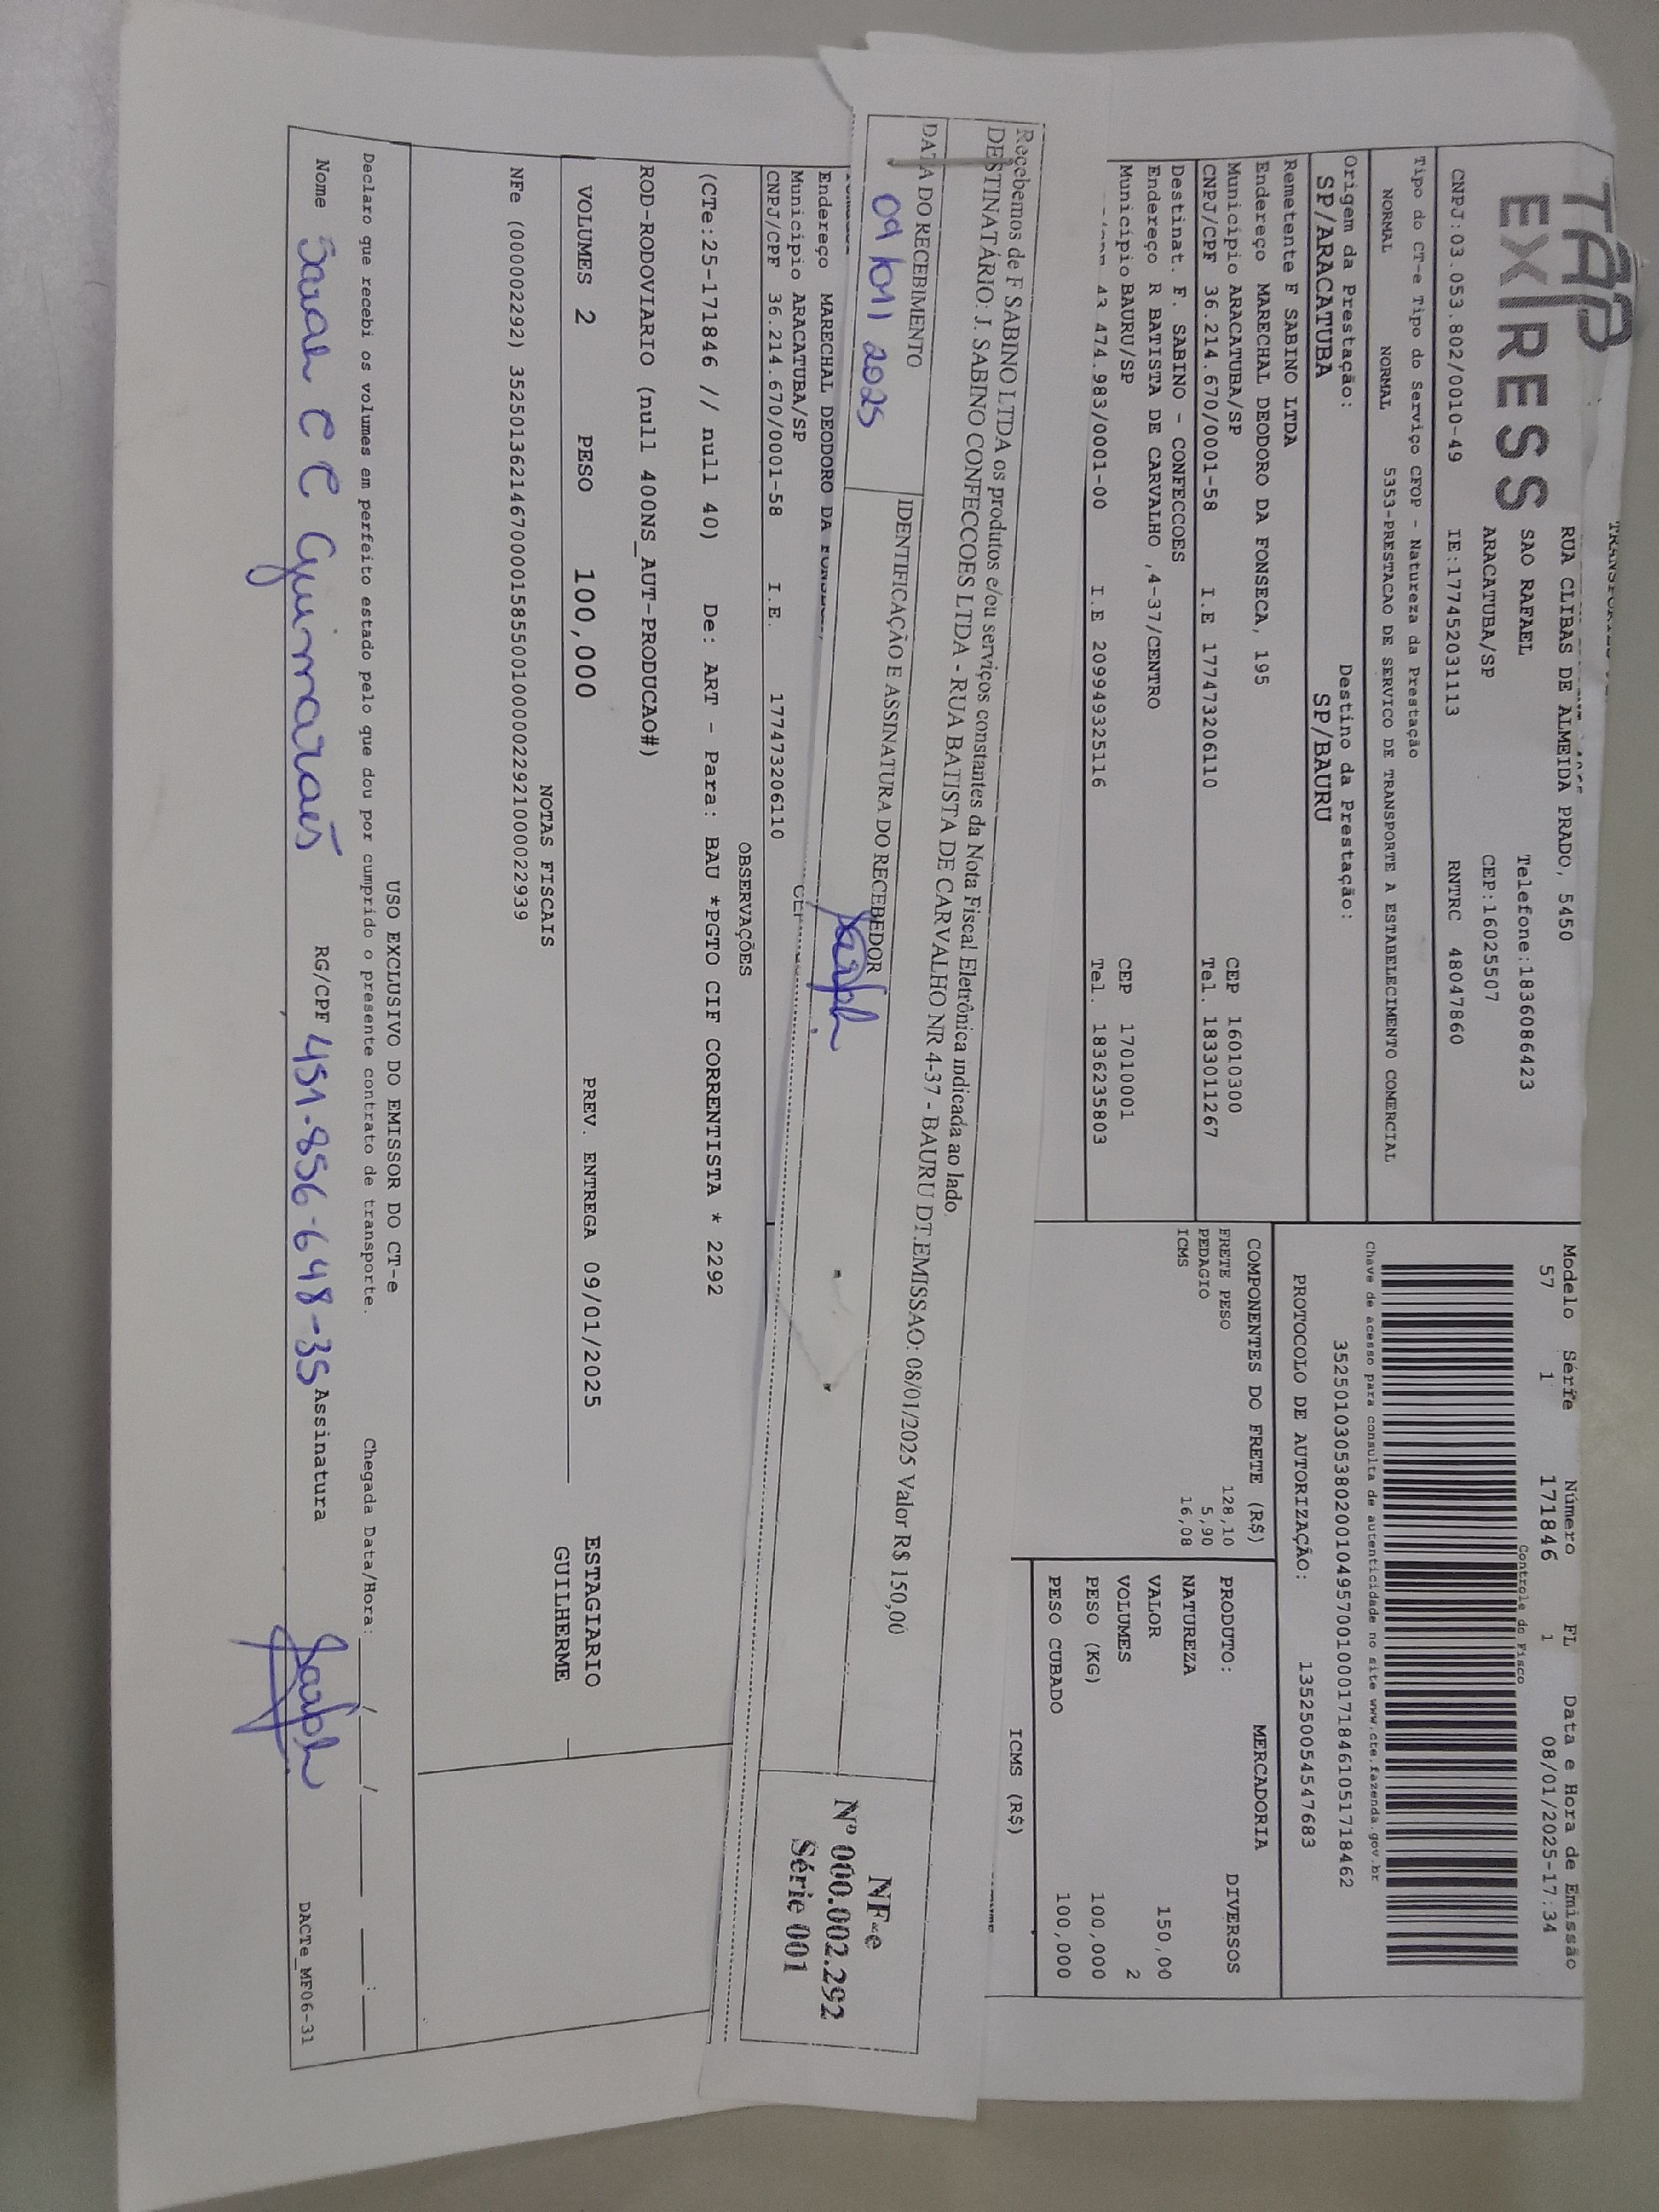 TAB
EXPRESS
RUA CLIBAS DE ALMEIDA PRADO, 5450
SAO RAFAEL Telefone:1836086423
ARACATUBA/SP CEP:16025507
CNPJ:03.053.802/0010-49 IE:177452031113 RNTRC 48047860
Tipo do CT-e Tipo do Serviço CFOP - Natureza da Prestação
NORMAL NORMAL 5353-PRESTACAO DE SERVICO DE TRANSPORTE A ESTABELECIMENTO COMERCIAL
Origem da Prestação: Destino da Prestação:
SP/ARACATUBA SP/BAURU
Remetente F SABINO LTDA
Endereço MARECHAL DEODORO DA FONSECA, 195
Município ARACATUBA/SP CEP 16010300
CNPJ/CPF 36.214.670/0001-58 I.E 177473206110 Tel. 1833011267
Destinat. F. SABINO - CONFECCOES
Endereço R BATISTA DE CARVALHO ,4-37/CENTRO
Município BAURU/SP CEP 17010001
43.474.983/0001-00 I.E 209949325116 Tel. 1836235803
Modelo Série Número FL Data e Hora de Emissão
57 1 171846 1 08/01/2025-17:34
Controle do Fisco
Chave de acesso para consulta de autenticidade no site www.cte.fazenda.gov.br
35250103053802001049570010001718461051718462
PROTOCOLO DE AUTORIZAÇÃO: 135250054547683
COMPONENTES DO FRETE (R$)
FRETE PESO 128,10
PEDAGIO 5,90
ICMS 16,08
MERCADORIA
PRODUTO: DIVERSOS
NATUREZA
VALOR 150,00
VOLUMES 2
PESO (KG) 100,000
PESO CUBADO 100,000
ICMS (R$)
Recebemos de F SABINO LTDA os produtos e/ou serviços constantes da Nota Fiscal Eletrônica indicada ao lado.
DESTINATÁRIO: J. SABINO CONFECCOES LTDA - RUA BATISTA DE CARVALHO NR 4-37 - BAURU DT.EMISSAO: 08/01/2025 Valor R$ 150,00
DATA DO RECEBIMENTO IDENTIFICAÇÃO E ASSINATURA DO RECEBEDOR
09/01/2025 Sarah
NF-e
Nº 000.002.292
Série 001
Endereço MARECHAL DEODORO DA
Município ARACATUBA/SP
CNPJ/CPF 36.214.670/0001-58 I.E. 177473206110
OBSERVAÇÕES
(CTe:25-171846 // null 40) De: ART - Para: BAU *PGTO CIF CORRENTISTA * 2292
ROD-RODOVIARIO (null 400NS_AUT-PRODUCAO#)
VOLUMES 2 PESO 100,000 PREV. ENTREGA 09/01/2025 ESTAGIARIO
GUILHERME
NOTAS FISCAIS
NFe (000002292) 35250136214670000158550010000022921000022939
USO EXCLUSIVO DO EMISSOR DO CT-e
Declaro que recebi os volumes em perfeito estado pelo que dou por cumprido o presente contrato de transporte. Chegada Data/Hora: ____/____/____ __:__
Nome Sarah C C Guimarães RG/CPF 451.856-648-35 Assinatura Sarah DACTe_MF06-31